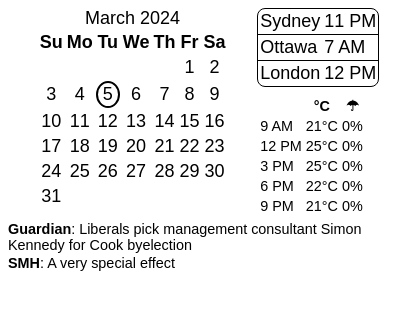 March 2024
Su Mo Tu We Th Fr Sa
1 2
3 4 5 6 7 8 9
10 11 12 13 14 15 16
17 18 19 20 21 22 23
24 25 26 27 28 29 30
31
Sydney 11 PM
Ottawa 7 AM
London 12 PM
°C ☂
9 AM 21°C 0%
12 PM 25°C 0%
3 PM 25°C 0%
6 PM 22°C 0%
9 PM 21°C 0%
Guardian: Liberals pick management consultant Simon
Kennedy for Cook byelection
SMH: A very special effect